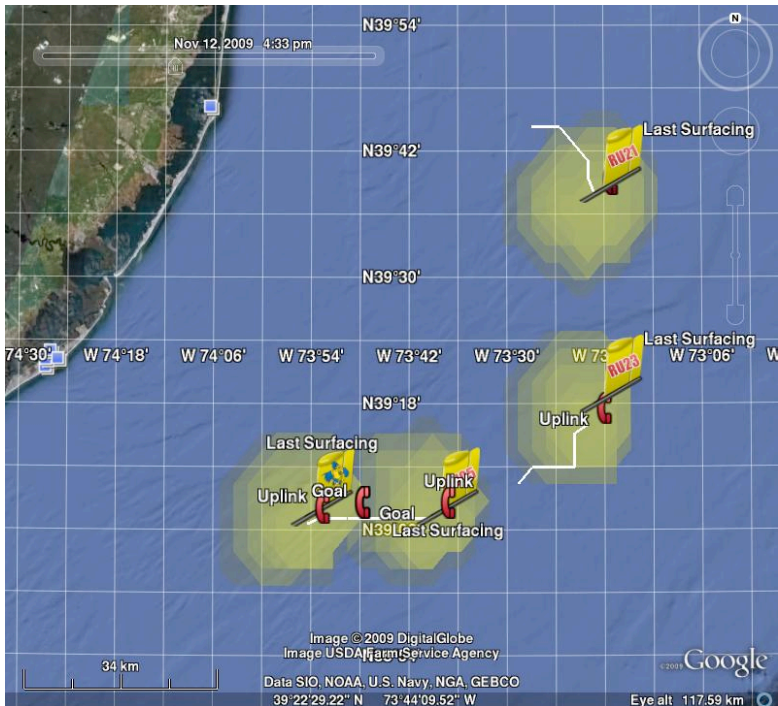 N39°54'
Nov 12, 2009   4:33 pm
N
Last Surfacing
N39°42'
RU21
N39°30'
Last Surfacing
74°30' W 74°18' W 74°06' W 73°54' W 73°42' W 73°30' W 73° W 73°06' W
RU23
N39°18'
Uplink
Last Surfacing
Uplink
Goal
Uplink
Goal
Last Surfacing
Image © 2009 DigitalGlobe
Image USDA Farm Service Agency
34 km
©2009 Google
Data SIO, NOAA, U.S. Navy, NGA, GEBCO
39°22'29.22" N   73°44'09.52" W
Eye alt   117.59 km